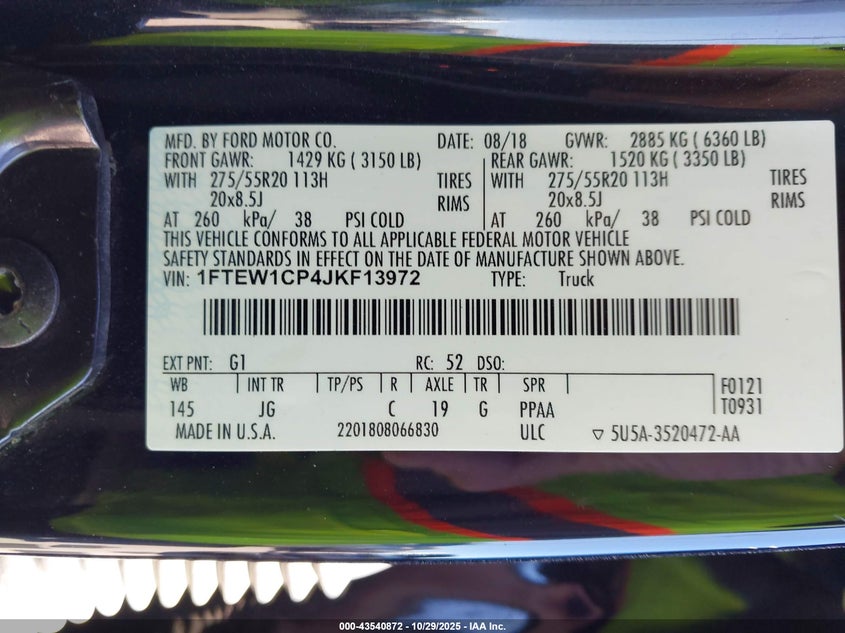 MFD. BY FORD MOTOR CO. DATE: 08/18 GVWR: 2885 KG ( 6360 LB)
FRONT GAWR: 1429 KG ( 3150 LB) REAR GAWR: 1520 KG ( 3350 LB)
WITH 275/55R20 113H TIRES WITH 275/55R20 113H TIRES
20x8.5J RIMS 20x8.5J RIMS
AT 260 kPa/ 38 PSI COLD AT 260 kPa/ 38 PSI COLD
THIS VEHICLE CONFORMS TO ALL APPLICABLE FEDERAL MOTOR VEHICLE
SAFETY STANDARDS IN EFFECT ON THE DATE OF MANUFACTURE SHOWN ABOVE.
VIN: 1FTEW1CP4JKF13972 TYPE: Truck
EXT PNT: G1 RC: 52 DSO:
WB INT TR TP/PS R AXLE TR SPR F0121
145 JG C 19 G PPAA T0931
MADE IN U.S.A. 2201808066830 ULC ▽ 5U5A-3520472-AA
000-43540872 - 10/29/2025 - IAA Inc.